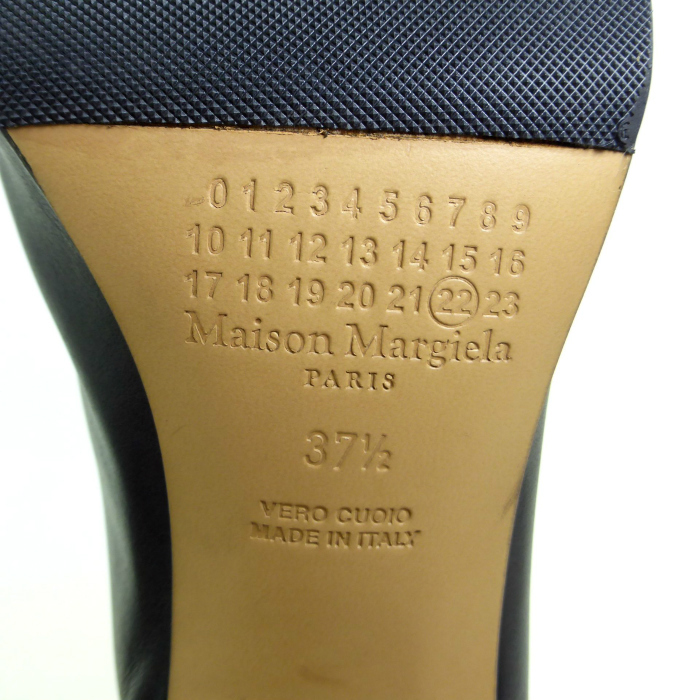 0 1 2 3 4 5 6 7 8 9
10 11 12 13 14 15 16
17 18 19 20 21 22 23
Maison Margiela
PARIS
37½
VERO CUOIO
MADE IN ITALY